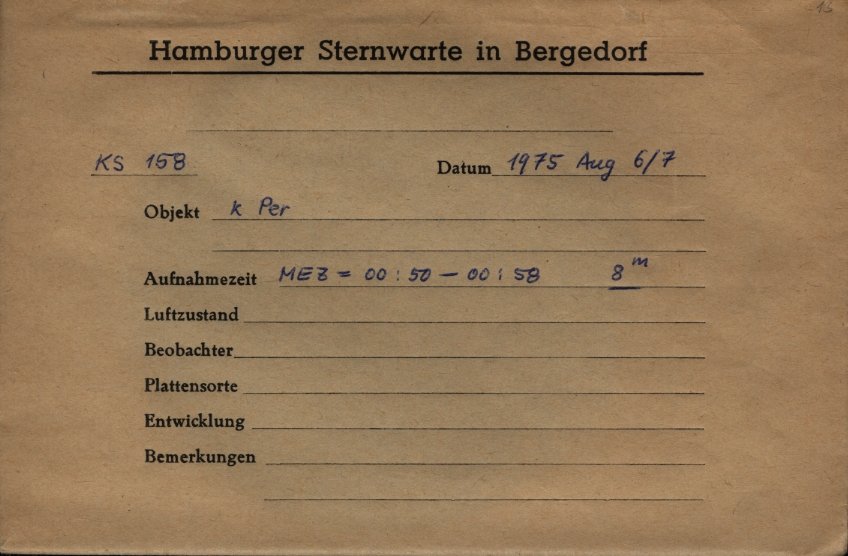 16
Hamburger Sternwarte in Bergedorf
KS 158 Datum 1975 Aug 6/7
Objekt k Per
Aufnahmezeit MEZ = 00:50 – 00:58 8ᵐ
Luftzustand
Beobachter
Plattensorte
Entwicklung
Bemerkungen